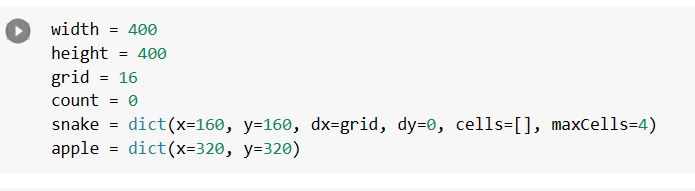 width = 400
height = 400
grid = 16
count = 0
snake = dict(x=160, y=160, dx=grid, dy=0, cells=[], maxCells=4)
apple = dict(x=320, y=320)